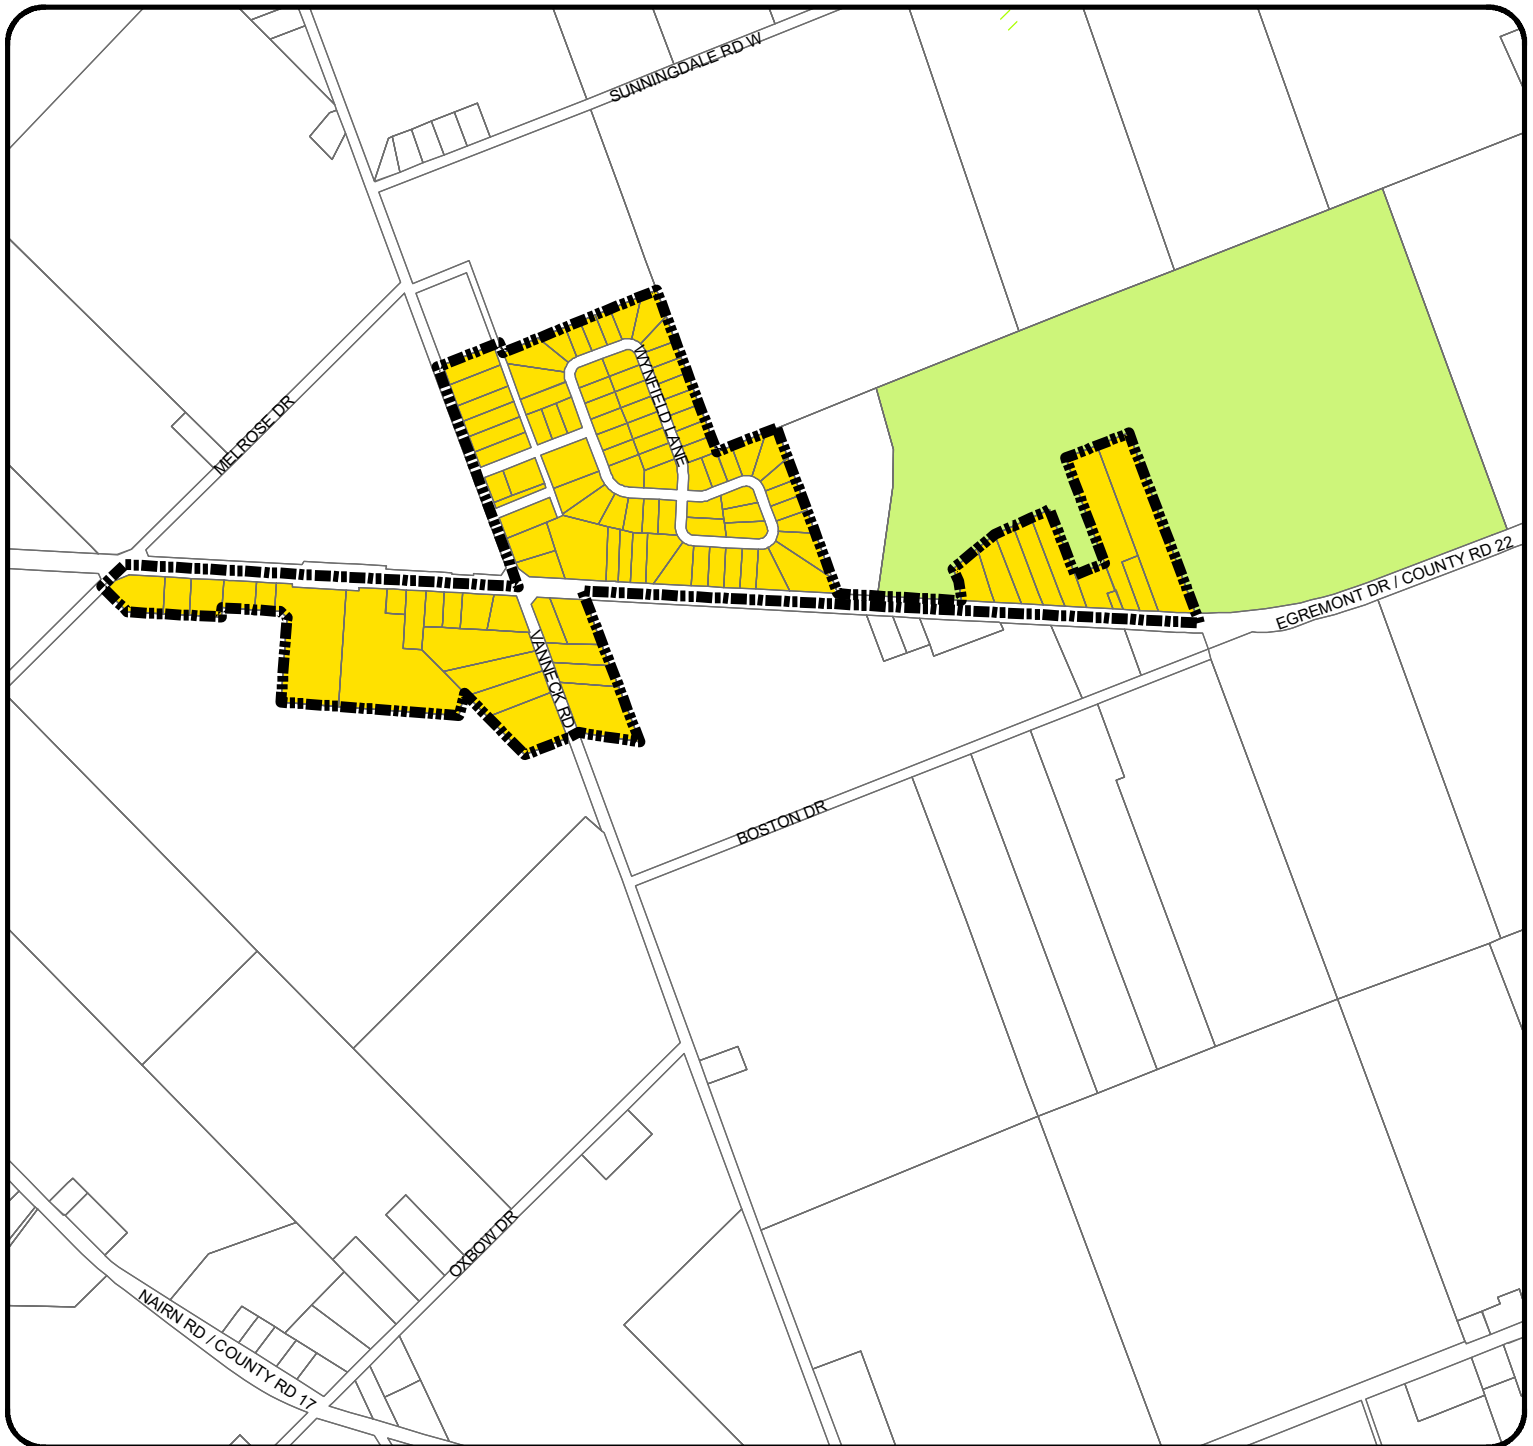 SUNNINGDALE RD W
WYNFIELD LANE
MELROSE DR
EGREMONT DR / COUNTY RD 22
VANNECK RD
BOSTON DR
OXBOW DR
NAIRN RD / COUNTY RD 17